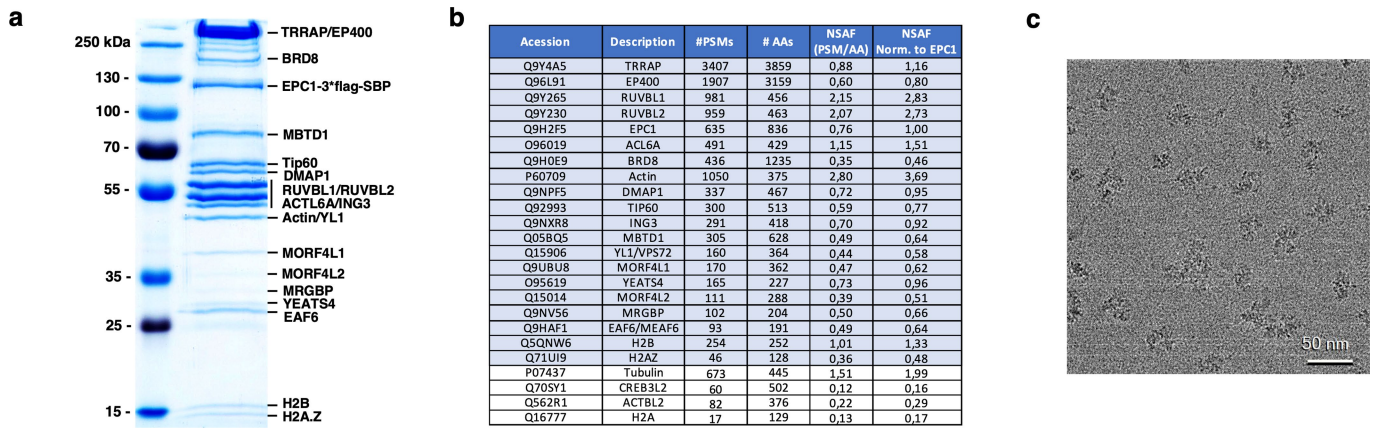 a
250 kDa
130 -
100 -
70 -
55 -
35 -
25 -
15 -
TRRAP/EP400
BRD8
EPC1-3*flag-SBP
MBTD1
Tip60
DMAP1
RUVBL1/RUVBL2
ACTL6A/ING3
Actin/YL1
MORF4L1
MORF4L2
MRGBP
YEATS4
EAF6
H2B
H2A.Z
b
Acession Description #PSMs # AAs NSAF (PSM/AA) NSAF Norm. to EPC1
Q9Y4A5 TRRAP 3407 3859 0,88 1,16
Q96L91 EP400 1907 3159 0,60 0,80
Q9Y265 RUVBL1 981 456 2,15 2,83
Q9Y230 RUVBL2 959 463 2,07 2,73
Q9H2F5 EPC1 635 836 0,76 1,00
O96019 ACL6A 491 429 1,15 1,51
Q9H0E9 BRD8 436 1235 0,35 0,46
P60709 Actin 1050 375 2,80 3,69
Q9NPF5 DMAP1 337 467 0,72 0,95
Q92993 TIP60 300 513 0,59 0,77
Q9NXR8 ING3 291 418 0,70 0,92
Q05BQ5 MBTD1 305 628 0,49 0,64
Q15906 YL1/VPS72 160 364 0,44 0,58
Q9UBU8 MORF4L1 170 362 0,47 0,62
O95619 YEATS4 165 227 0,73 0,96
Q15014 MORF4L2 111 288 0,39 0,51
Q9NV56 MRGBP 102 204 0,50 0,66
Q9HAF1 EAF6/MEAF6 93 191 0,49 0,64
Q5QNW6 H2B 254 252 1,01 1,33
Q71UI9 H2AZ 46 128 0,36 0,48
P07437 Tubulin 673 445 1,51 1,99
Q70SY1 CREB3L2 60 502 0,12 0,16
Q562R1 ACTBL2 82 376 0,22 0,29
Q16777 H2A 17 129 0,13 0,17
c
50 nm